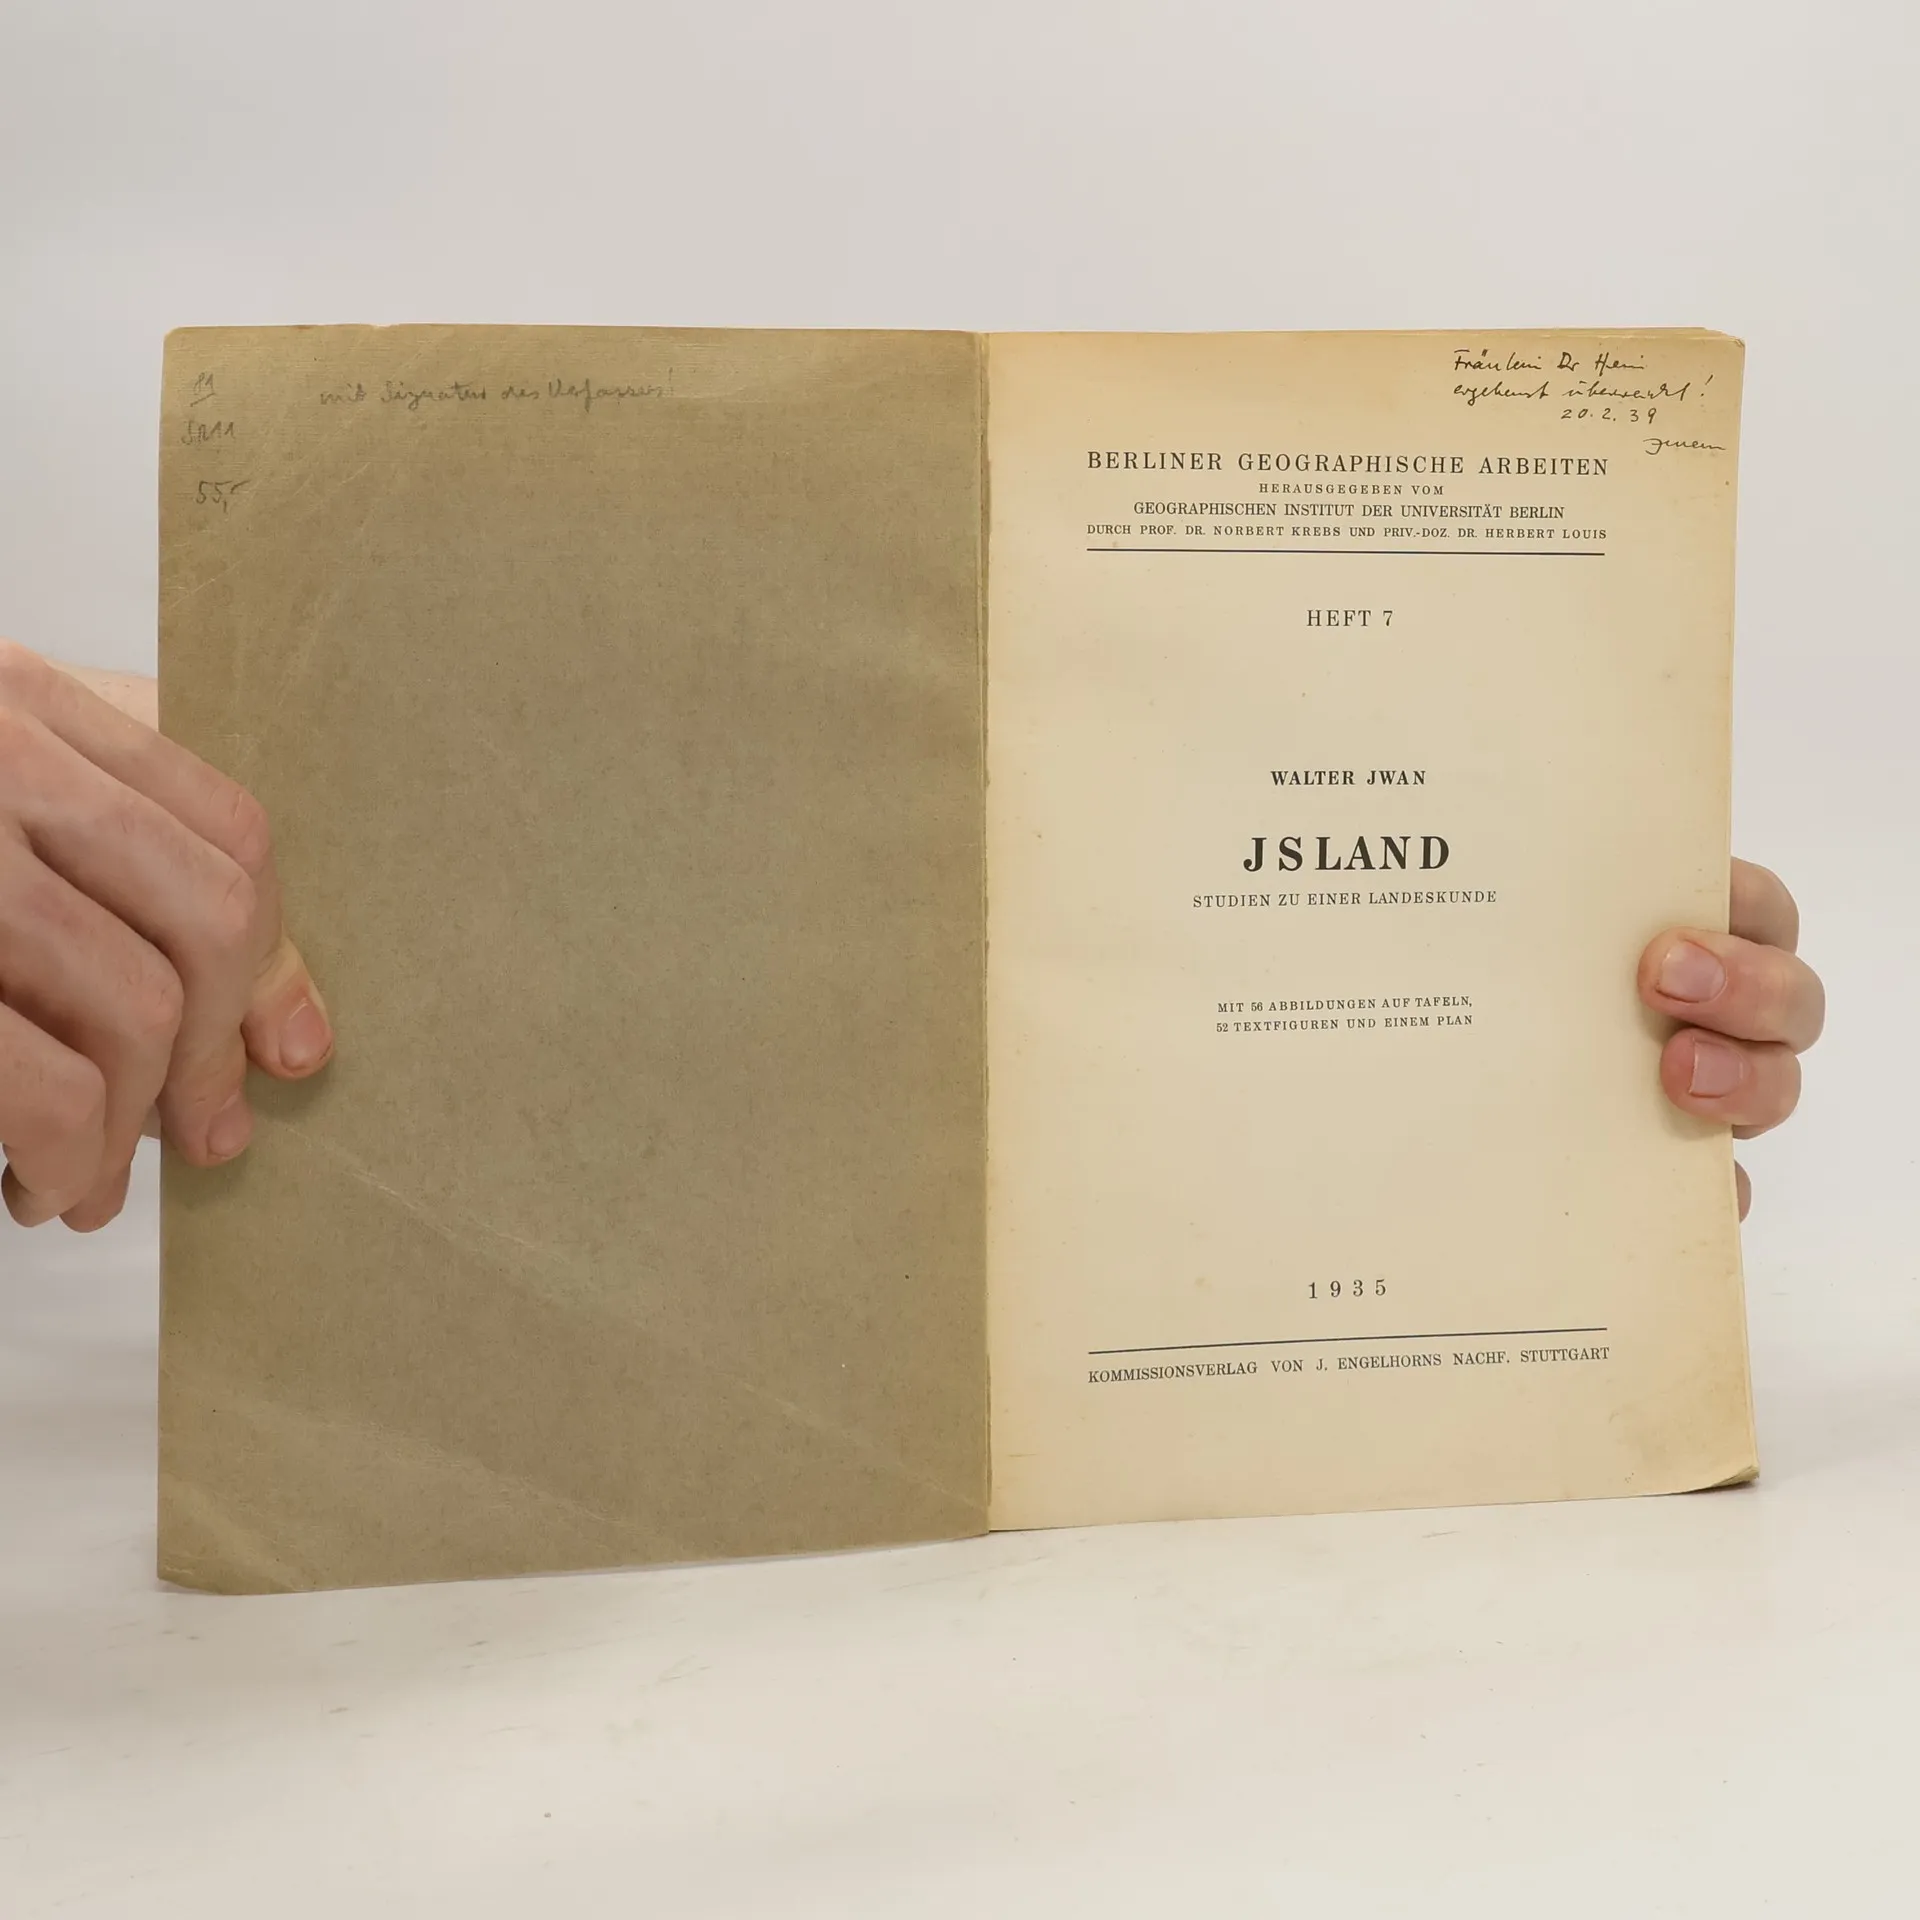 mit Signatur des Verfassers!
55,-
Fräulein Dr Hein
ergebenst überreicht!
20.2.39
BERLINER GEOGRAPHISCHE ARBEITEN
HERAUSGEGEBEN VOM
GEOGRAPHISCHEN INSTITUT DER UNIVERSITÄT BERLIN
DURCH PROF. DR. NORBERT KREBS UND PRIV.-DOZ. DR. HERBERT LOUIS
HEFT 7
WALTER JWAN
JSLAND
STUDIEN ZU EINER LANDESKUNDE
MIT 56 ABBILDUNGEN AUF TAFELN,
52 TEXTFIGUREN UND EINEM PLAN
1935
KOMMISSIONSVERLAG VON J. ENGELHORNS NACHF. STUTTGART